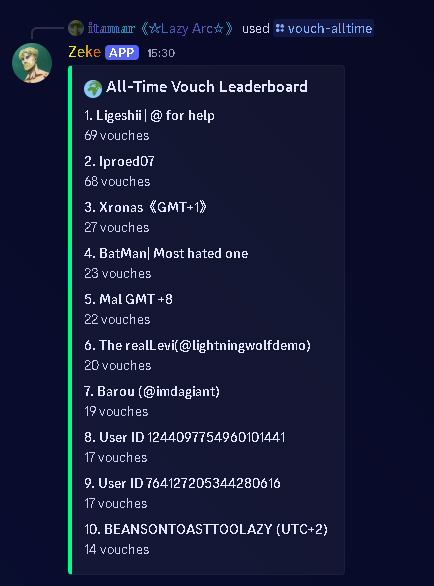 itamar《☆Lazy Arc☆》 used vouch-alltime
Zeke APP 15:30
All-Time Vouch Leaderboard
1. Ligeshii | @ for help
69 vouches
2. Iproed07
68 vouches
3. Xronas《GMT+1》
27 vouches
4. BatMan| Most hated one
23 vouches
5. Mal GMT +8
22 vouches
6. The realLevi(@lightningwolfdemo)
20 vouches
7. Barou (@imdagiant)
19 vouches
8. User ID 1244097754960101441
17 vouches
9. User ID 764127205344280616
17 vouches
10. BEANSONTOASTTOOLAZY (UTC+2)
14 vouches